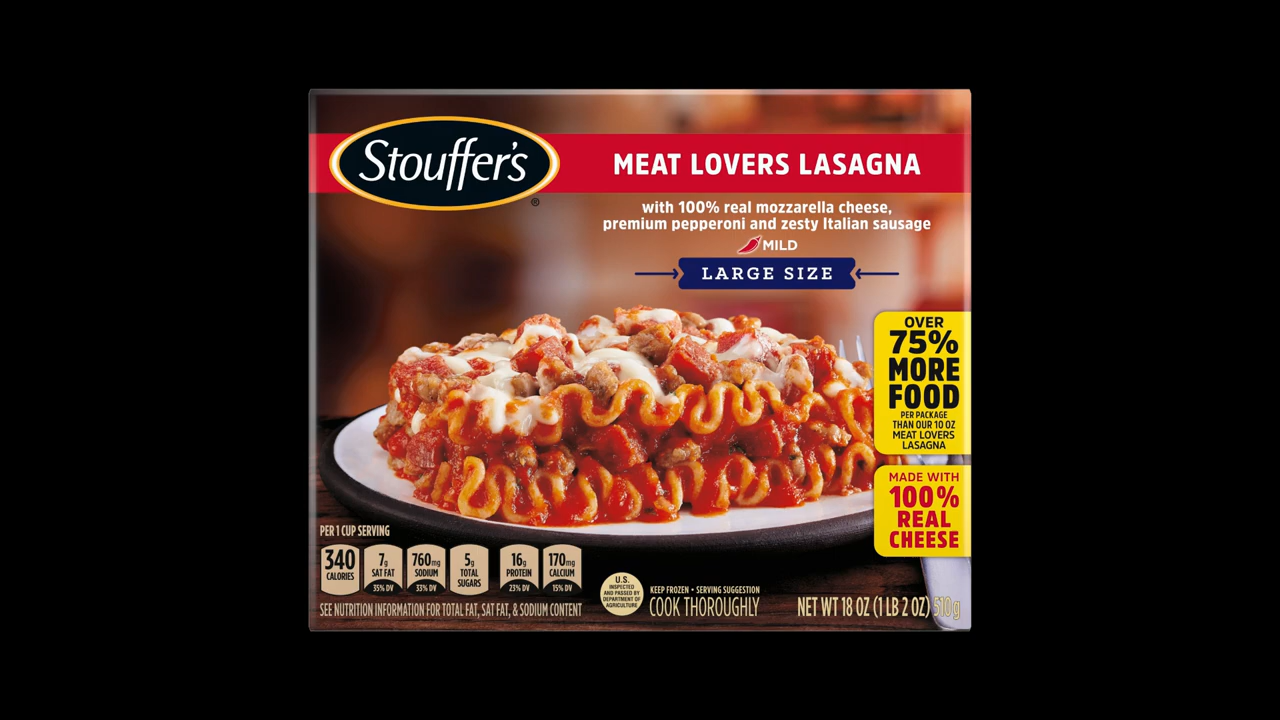 Stouffer's®
MEAT LOVERS LASAGNA
with 100% real mozzarella cheese,
premium pepperoni and zesty Italian sausage
MILD
LARGE SIZE
OVER
75%
MORE
FOOD
PER PACKAGE
THAN OUR 10 OZ
MEAT LOVERS
LASAGNA
MADE WITH
100%
REAL
CHEESE
PER 1 CUP SERVING
340
CALORIES
7g
SAT FAT
35% DV
760mg
SODIUM
33% DV
5g
TOTAL
SUGARS
16g
PROTEIN
23% DV
170mg
CALCIUM
15% DV
SEE NUTRITION INFORMATION FOR TOTAL FAT, SAT FAT, & SODIUM CONTENT
U.S.
INSPECTED
AND PASSED BY
DEPARTMENT OF
AGRICULTURE
KEEP FROZEN • SERVING SUGGESTION
COOK THOROUGHLY
NET WT 18 OZ (1 LB 2 OZ) 510 g